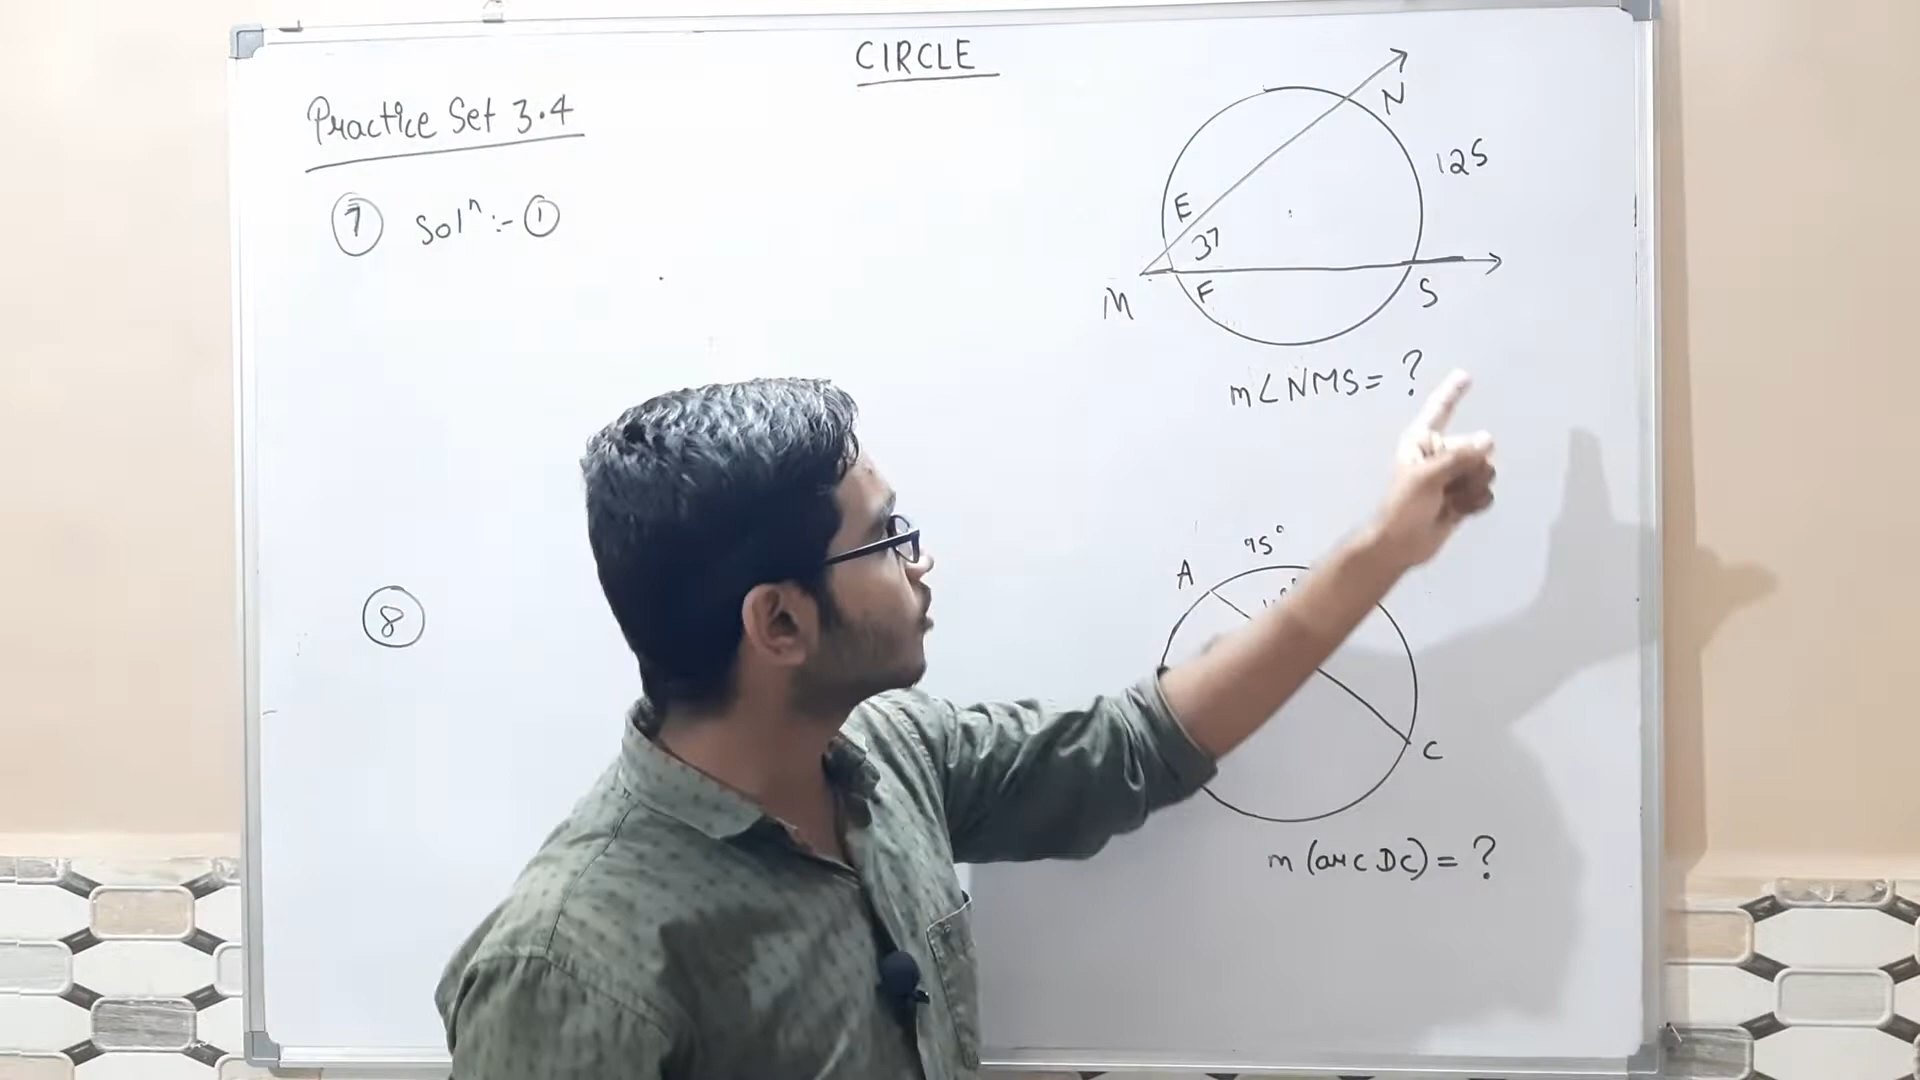 CIRCLE
Practice Set 3.4
7 Solⁿ :- 1
N
125
E
37
M
F
S
m∠NMS = ?
95°
A
8
C
m (arc DC) = ?